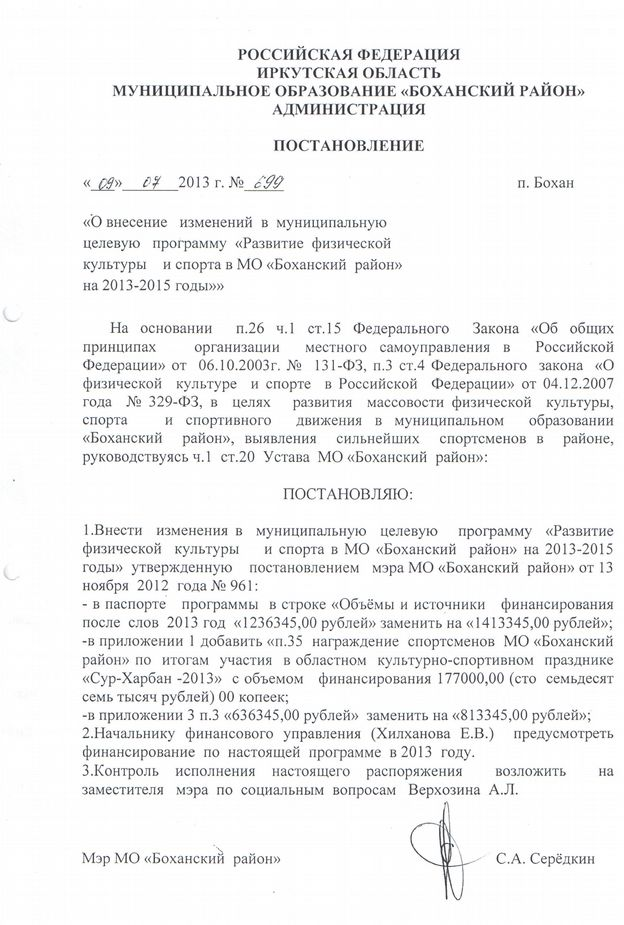 РОССИЙСКАЯ ФЕДЕРАЦИЯ
ИРКУТСКАЯ ОБЛАСТЬ
МУНИЦИПАЛЬНОЕ ОБРАЗОВАНИЕ «БОХАНСКИЙ РАЙОН»
АДМИНИСТРАЦИЯ
ПОСТАНОВЛЕНИЕ
«09» 07 2013 г. № 699 п. Бохан
«О внесение изменений в муниципальную
целевую программу «Развитие физической
культуры и спорта в МО «Боханский район»
на 2013-2015 годы»»
На основании п.26 ч.1 ст.15 Федерального Закона «Об общих
принципах организации местного самоуправления в Российской
Федерации» от 06.10.2003г. № 131-ФЗ, п.3 ст.4 Федерального закона «О
физической культуре и спорте в Российской Федерации» от 04.12.2007
года № 329-ФЗ, в целях развития массовости физической культуры,
спорта и спортивного движения в муниципальном образовании
«Боханский район», выявления сильнейших спортсменов в районе,
руководствуясь ч.1 ст.20 Устава МО «Боханский район»:
ПОСТАНОВЛЯЮ:
1.Внести изменения в муниципальную целевую программу «Развитие
физической культуры и спорта в МО «Боханский район» на 2013-2015
годы» утвержденную постановлением мэра МО «Боханский район» от 13
ноября 2012 года № 961:
- в паспорте программы в строке «Объёмы и источники финансирования
после слов 2013 год «1236345,00 рублей» заменить на «1413345,00 рублей»;
-в приложении 1 добавить «п.35 награждение спортсменов МО «Боханский
район» по итогам участия в областном культурно-спортивном празднике
«Сур-Харбан -2013» с объемом финансирования 177000,00 (сто семьдесят
семь тысяч рублей) 00 копеек;
-в приложении 3 п.3 «636345,00 рублей» заменить на «813345,00 рублей»;
2.Начальнику финансового управления (Хилханова Е.В.) предусмотреть
финансирование по настоящей программе в 2013 году.
3.Контроль исполнения настоящего распоряжения возложить на
заместителя мэра по социальным вопросам Верхозина А.Л.
Мэр МО «Боханский район» С.А. Серёдкин